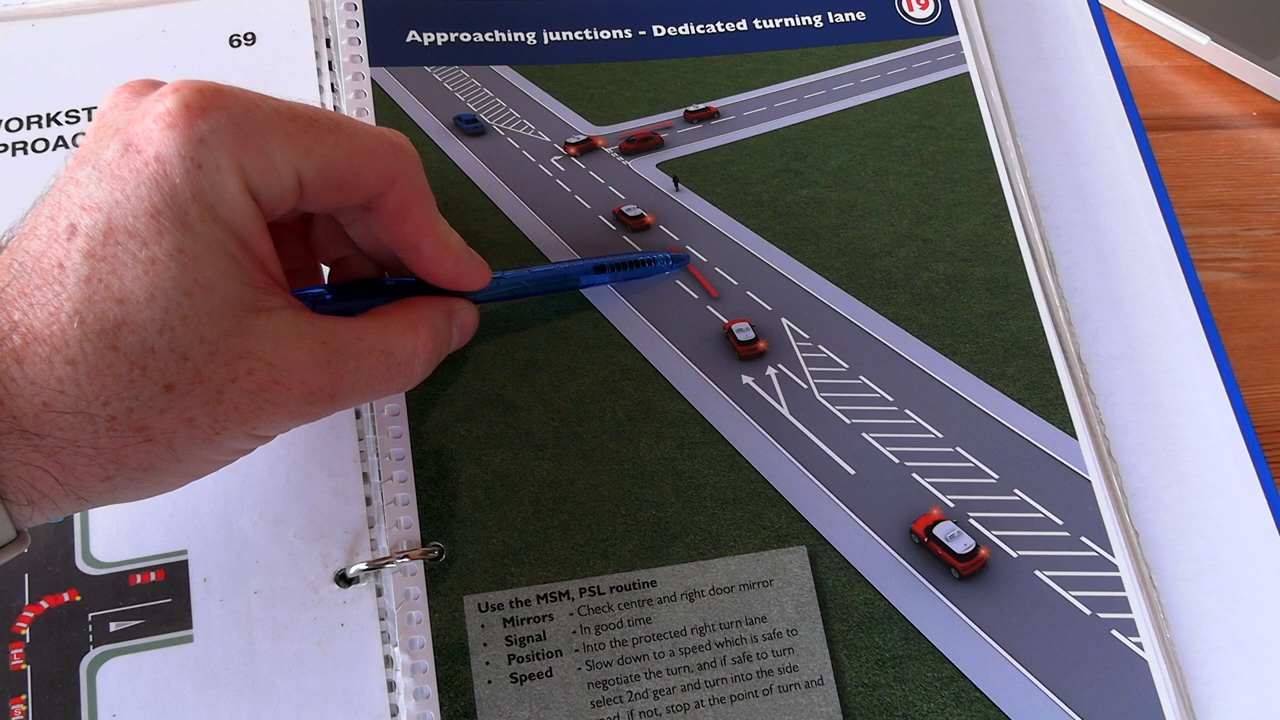 69
Approaching junctions - Dedicated turning lane
19
Use the MSM, PSL routine
• Mirrors - Check centre and right door mirror
• Signal - In good time
• Position - Into the protected right turn lane
• Speed - Slow down to a speed which is safe to
negotiate the turn, and if safe to turn
select 2nd gear and turn into the side
if not, stop at the point of turn and